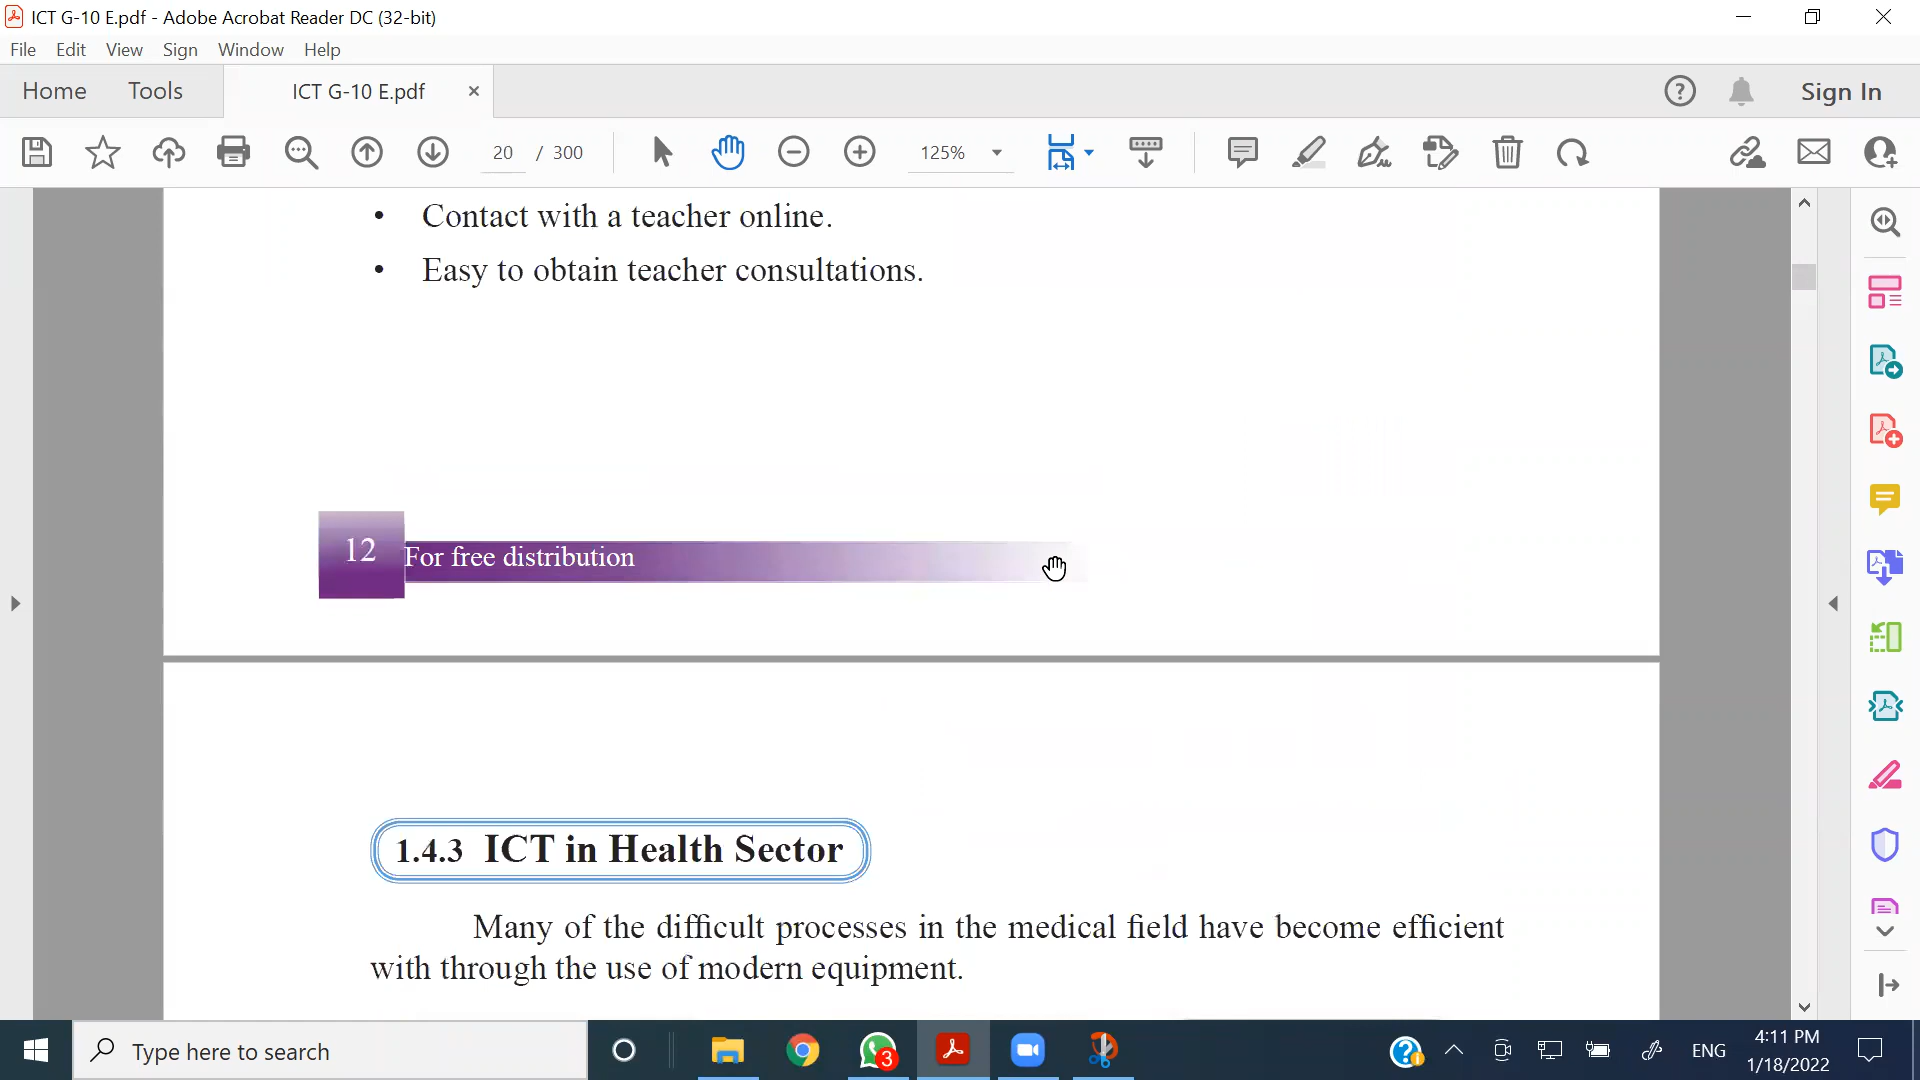 ICT G-10 E.pdf - Adobe Acrobat Reader DC (32-bit)
File Edit View Sign Window Help
Home Tools ICT G-10 E.pdf Sign In
20 / 300 125%
• Contact with a teacher online.
• Easy to obtain teacher consultations.
12 For free distribution
1.4.3 ICT in Health Sector
Many of the difficult processes in the medical field have become efficient
with through the use of modern equipment.
Type here to search
3
ENG
4:11 PM
1/18/2022